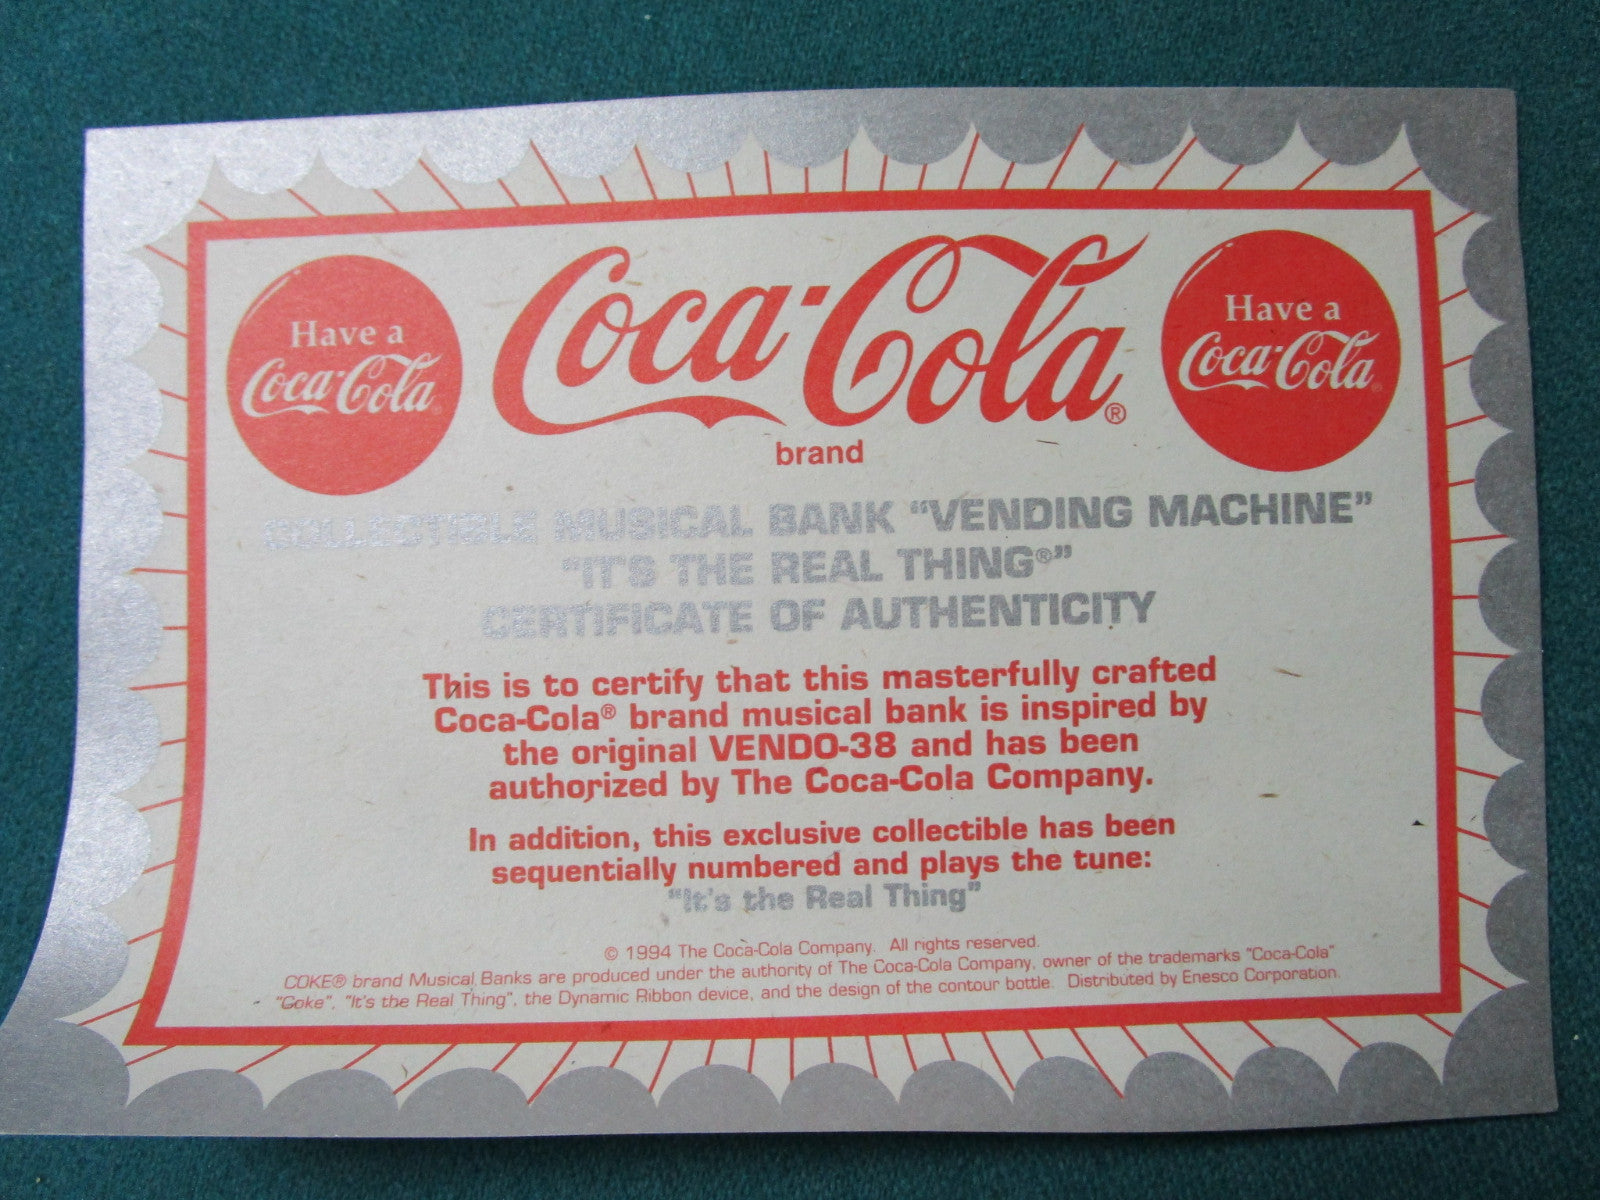 Have a
Coca-Cola®
Coca-Cola®
brand
Have a
Coca-Cola®
COLLECTIBLE MUSICAL BANK "VENDING MACHINE"
"IT'S THE REAL THING®"
CERTIFICATE OF AUTHENTICITY
This is to certify that this masterfully crafted
Coca-Cola® brand musical bank is inspired by
the original VENDO-38 and has been
authorized by The Coca-Cola Company.
In addition, this exclusive collectible has been
sequentially numbered and plays the tune:
"It's the Real Thing"
© 1994 The Coca-Cola Company. All rights reserved.
COKE® brand Musical Banks are produced under the authority of The Coca-Cola Company, owner of the trademarks "Coca-Cola"
"Coke", "It's the Real Thing", the Dynamic Ribbon device, and the design of the contour bottle. Distributed by Enesco Corporation.